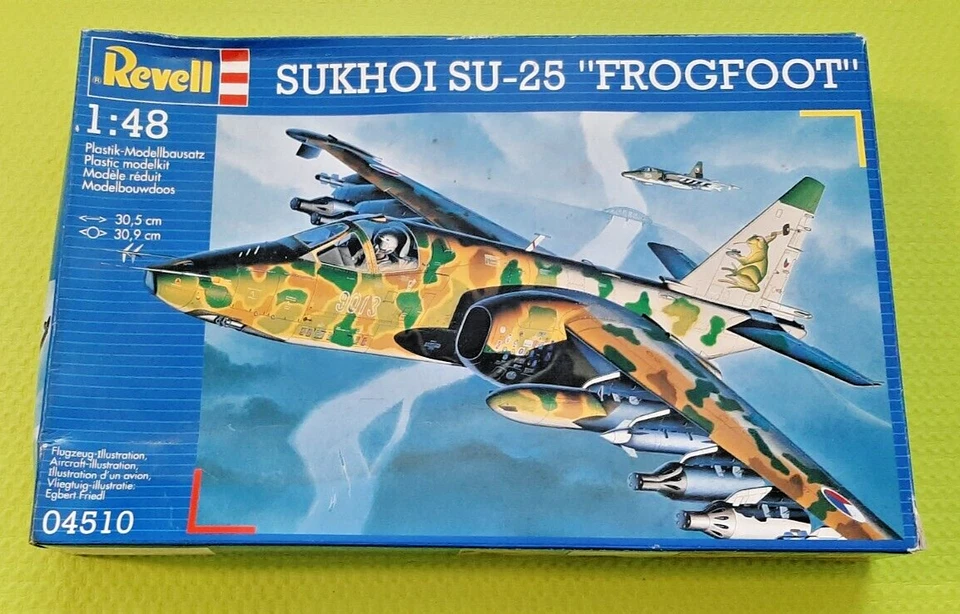 ® Revell
SUKHOI SU-25 "FROGFOOT"
1:48
Plastik-Modellbausatz
Plastic modelkit
Modèle réduit
Modelbouwdoos
30,5 cm
30,9 cm
9013
Flugzeug-Illustration,
Aircraft-illustration,
Illustration d'un avion,
Vliegtuig-illustratie:
Egbert Friedl
04510